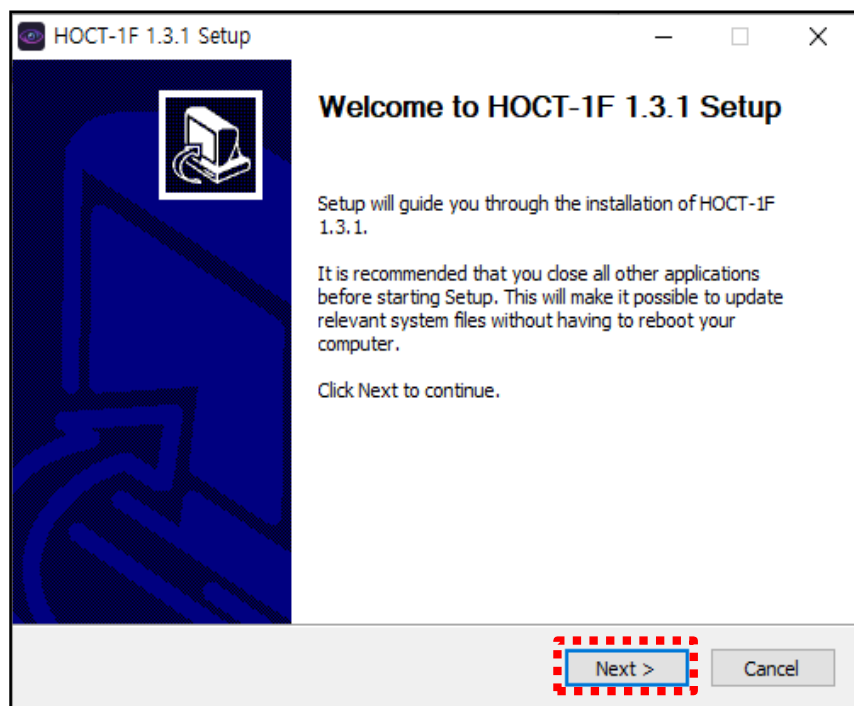 HOCT-1F 1.3.1 Setup
Welcome to HOCT-1F 1.3.1 Setup
Setup will guide you through the installation of HOCT-1F
1.3.1.
It is recommended that you close all other applications
before starting Setup. This will make it possible to update
relevant system files without having to reboot your
computer.
Click Next to continue.
Next >
Cancel